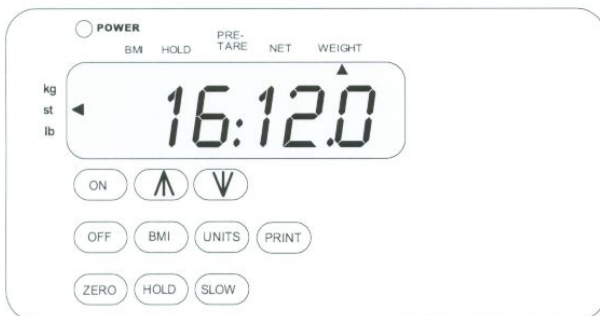 POWER
BMI HOLD PRE-TARE NET WEIGHT
kg
st
lb
16:12.0
ON
OFF BMI UNITS PRINT
ZERO HOLD SLOW